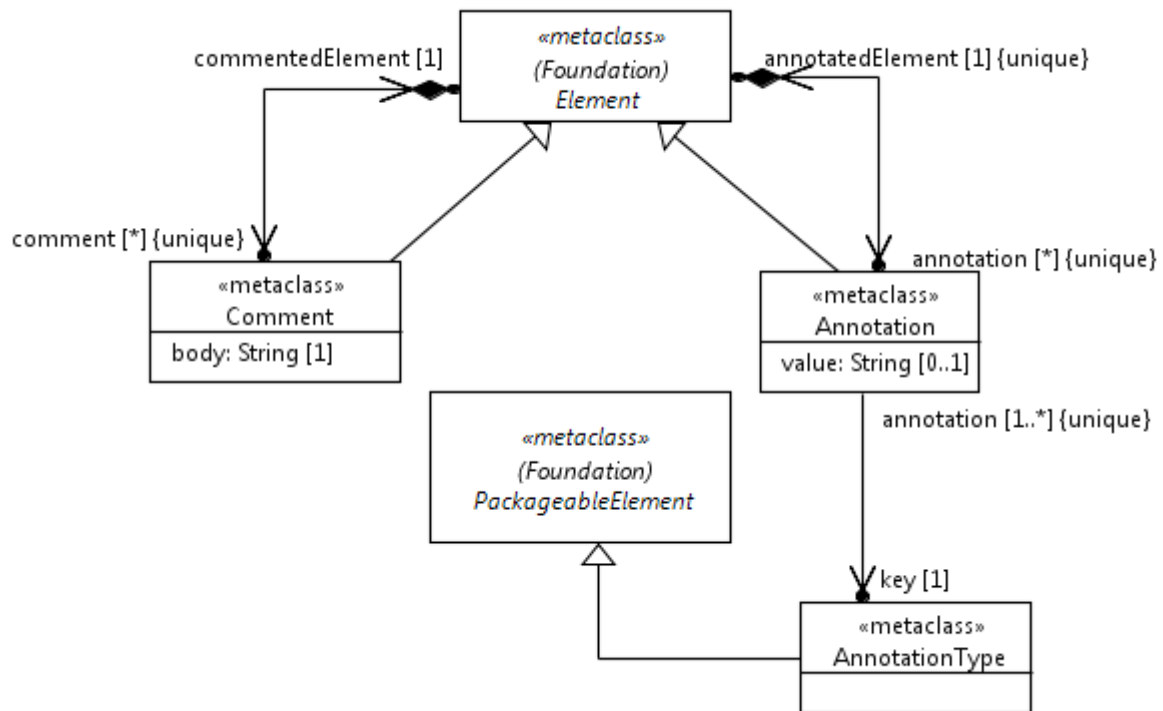 «metaclass»
(Foundation)
Element
commentedElement [1]
annotatedElement [1] {unique}
comment [*] {unique}
annotation [*] {unique}
«metaclass»
Comment
body: String [1]
«metaclass»
Annotation
value: String [0..1]
annotation [1..*] {unique}
«metaclass»
(Foundation)
PackageableElement
key [1]
«metaclass»
AnnotationType